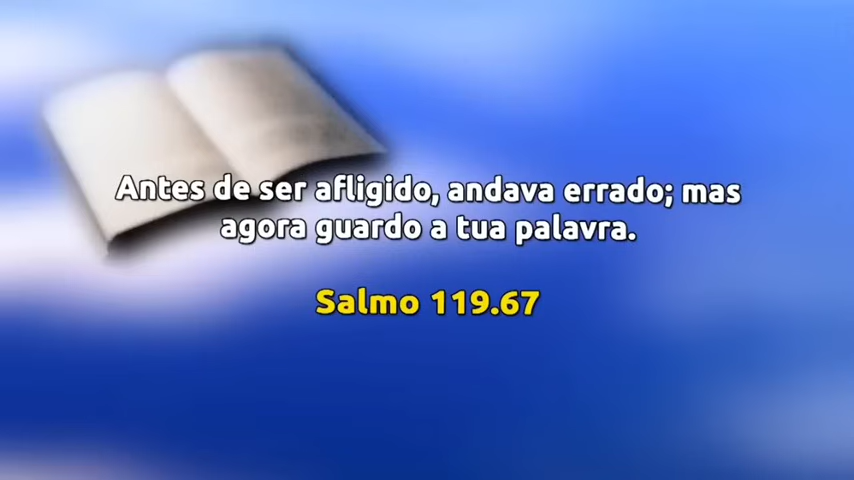 Antes de ser afligido, andava errado; mas
agora guardo a tua palavra.
Salmo 119.67